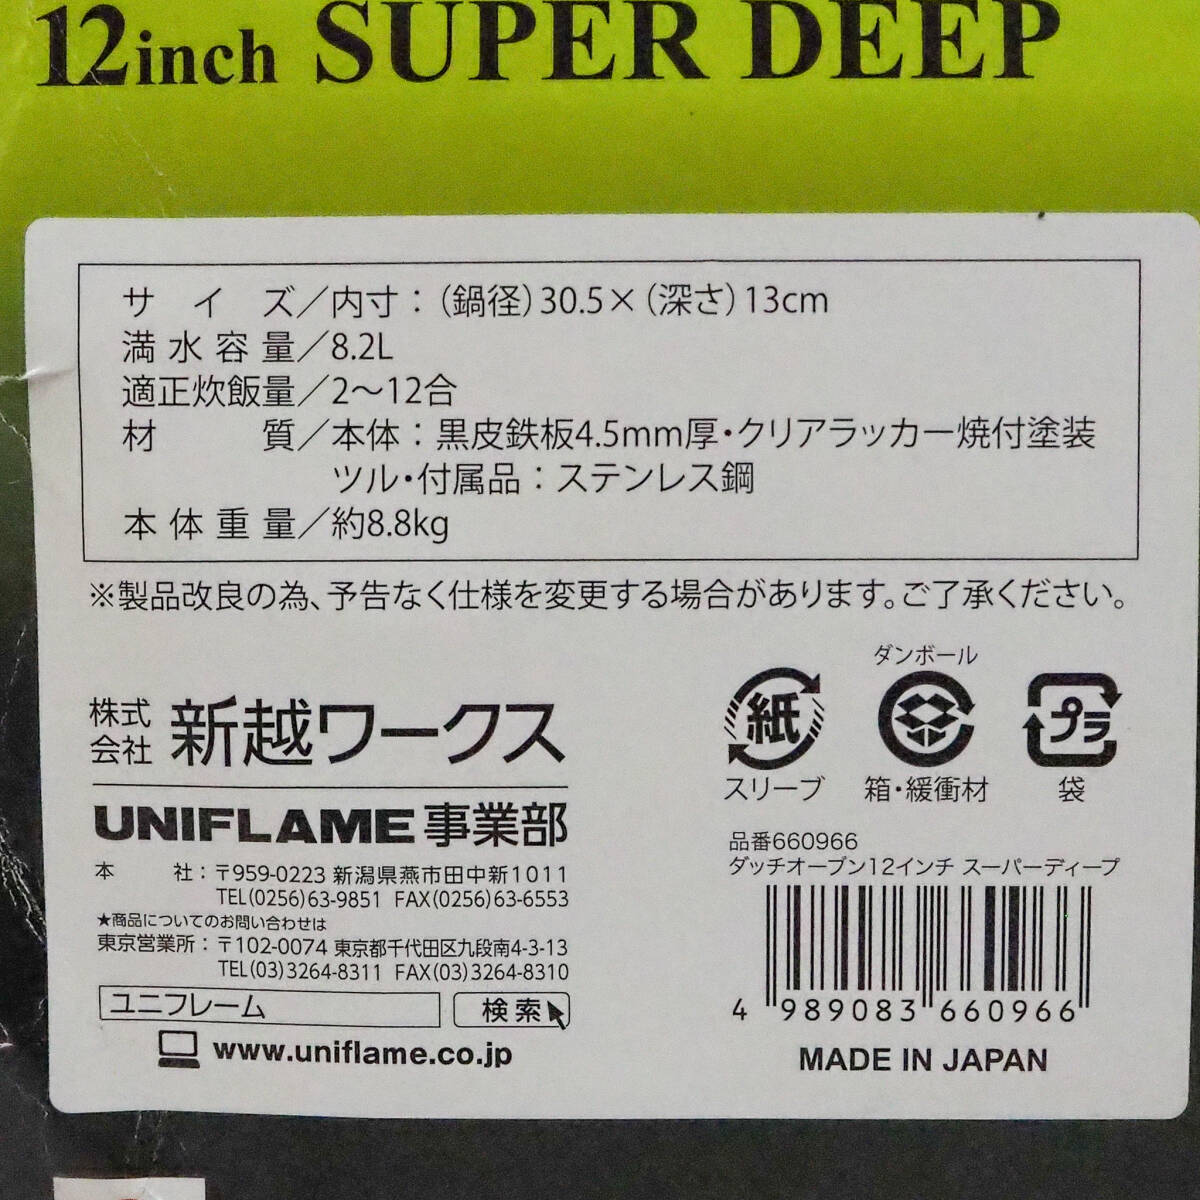 12inch SUPER DEEP
サイズ／内寸：（鍋径）30.5×（深さ）13cm
満水容量／8.2L
適正炊飯量／2〜12合
材質／本体：黒皮鉄板4.5mm厚・クリアラッカー焼付塗装
ツル・付属品：ステンレス鋼
本体重量／約8.8kg
※製品改良の為、予告なく仕様を変更する場合があります。ご了承ください。
株式会社 新越ワークス
UNIFLAME事業部
本社：〒959-0223 新潟県燕市田中新1011
TEL(0256)63-9851 FAX(0256)63-6553
★商品についてのお問い合わせは
東京営業所：〒102-0074 東京都千代田区九段南4-3-13
TEL(03)3264-8311 FAX(03)3264-8310
ユニフレーム 検索
www.uniflame.co.jp
ダンボール
紙 プラ
スリーブ 箱・緩衝材 袋
品番660966
ダッチオーブン12インチ スーパーディープ
4 989083 660966
MADE IN JAPAN